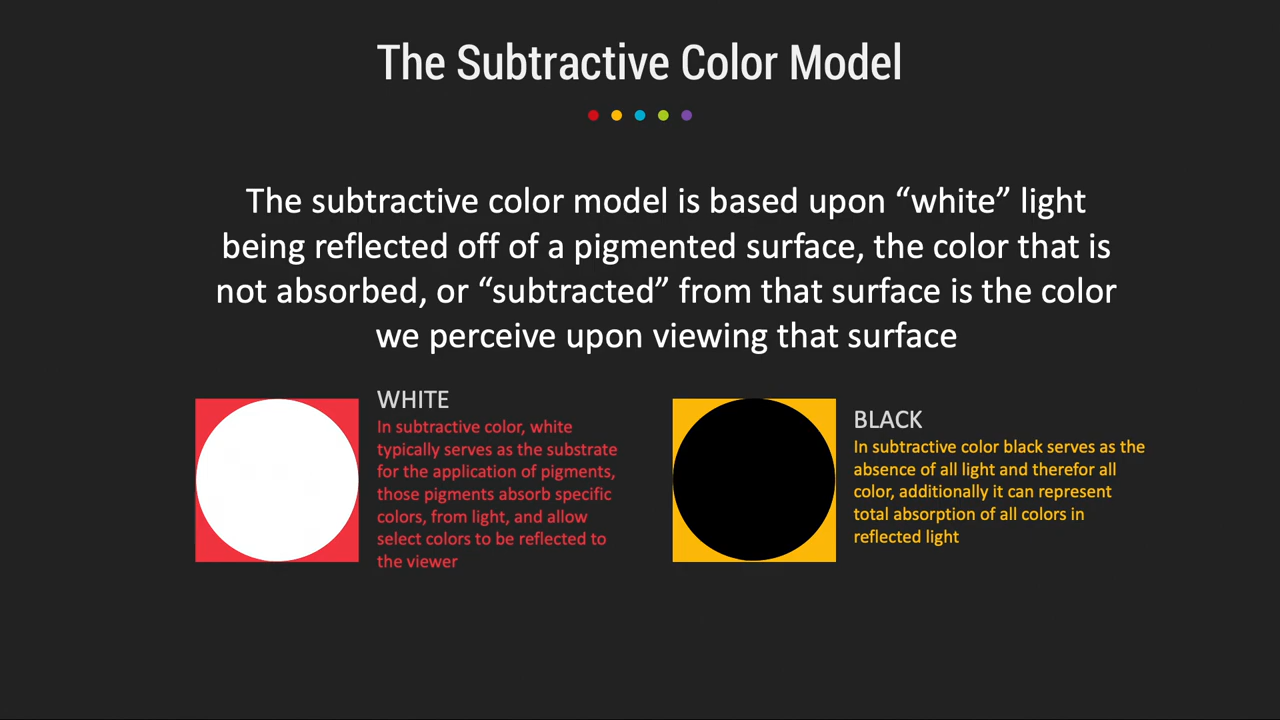 The Subtractive Color Model
The subtractive color model is based upon “white” light
being reflected off of a pigmented surface, the color that is
not absorbed, or “subtracted” from that surface is the color
we perceive upon viewing that surface
WHITE
In subtractive color, white
typically serves as the substrate
for the application of pigments,
those pigments absorb specific
colors, from light, and allow
select colors to be reflected to
the viewer
BLACK
In subtractive color black serves as the
absence of all light and therefor all
color, additionally it can represent
total absorption of all colors in
reflected light